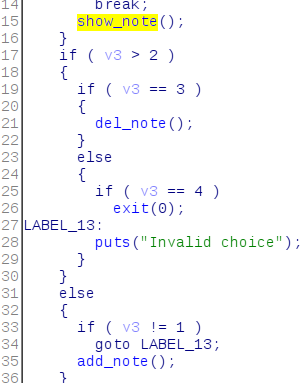 14 break;
15 show_note();
16 }
17 if ( v3 > 2 )
18 {
19 if ( v3 == 3 )
20 {
21 del_note();
22 }
23 else
24 {
25 if ( v3 == 4 )
26 exit(0);
27 LABEL_13:
28 puts("Invalid choice");
29 }
30 }
31 else
32 {
33 if ( v3 != 1 )
34 goto LABEL_13;
35 add_note();
36 }